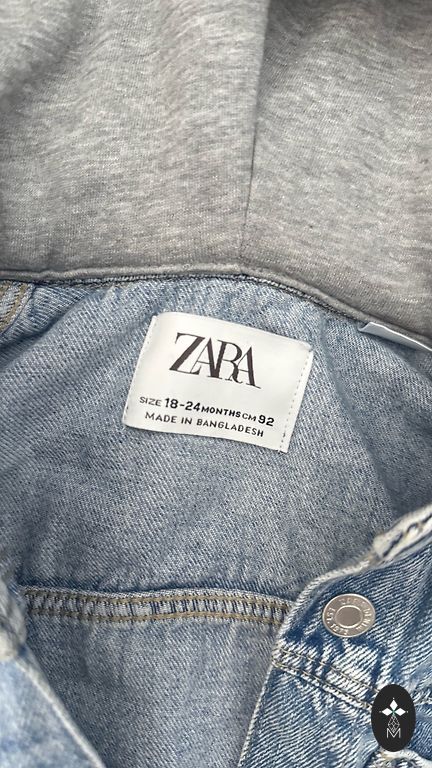 ZARA
SIZE 18-24 MONTHS CM 92
MADE IN BANGLADESH